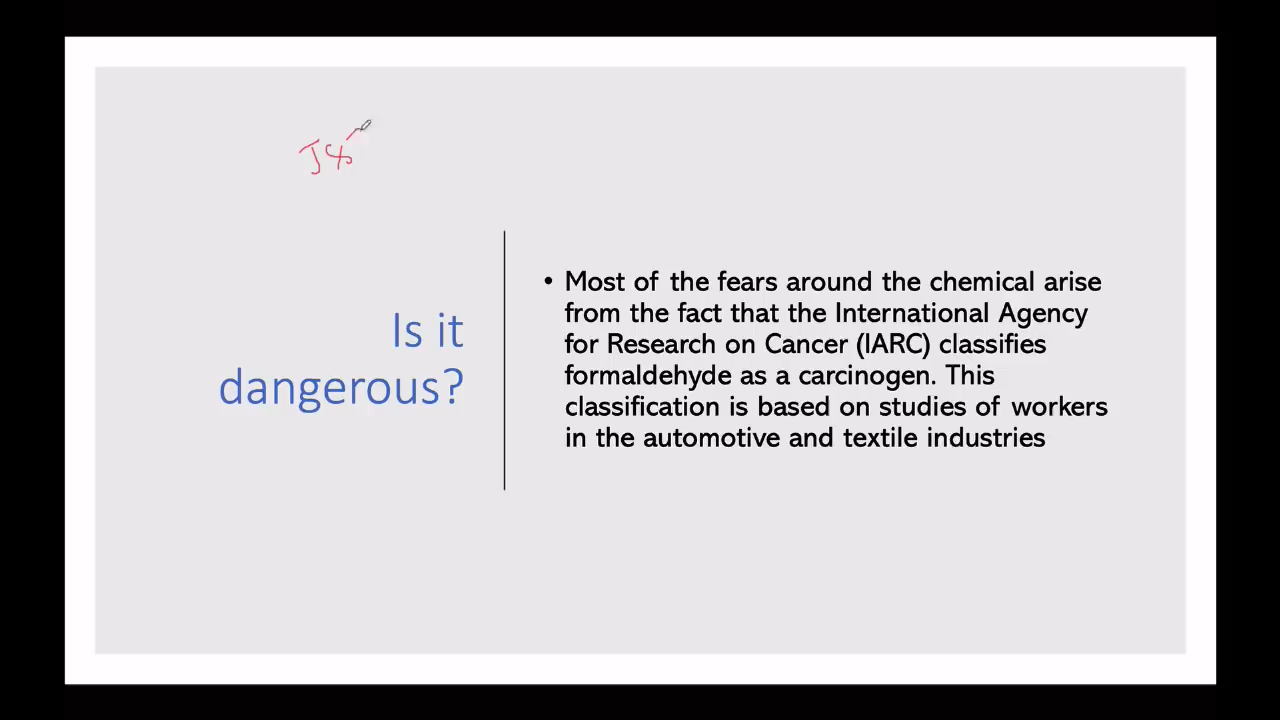 Is it
dangerous?
• Most of the fears around the chemical arise
from the fact that the International Agency
for Research on Cancer (IARC) classifies
formaldehyde as a carcinogen. This
classification is based on studies of workers
in the automotive and textile industries